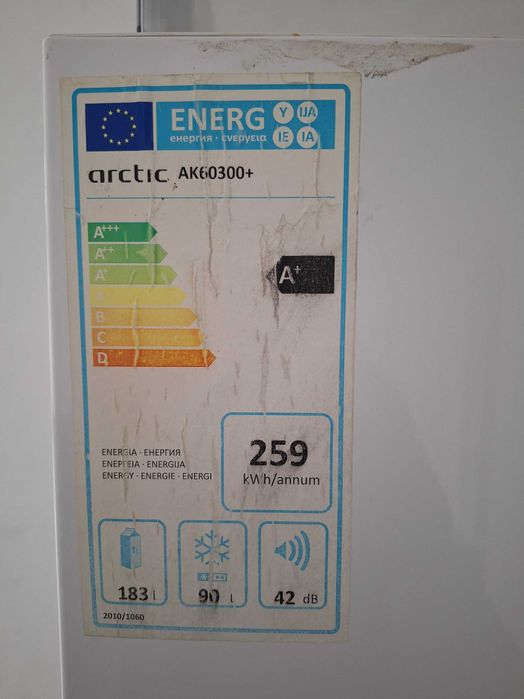 ENERG Y IJA
енергия · ενεργεια IE IA
arctic AK60300+
A+++
A++
A+
A+
A
B
C
D
ENERGIA · ЕНЕРГИЯ
ΕΝΕΡΓΕΙΑ · ENERGIJA
ENERGY · ENERGIE · ENERGI
259
kWh/annum
183 l
90 l
42 dB
2010/1060